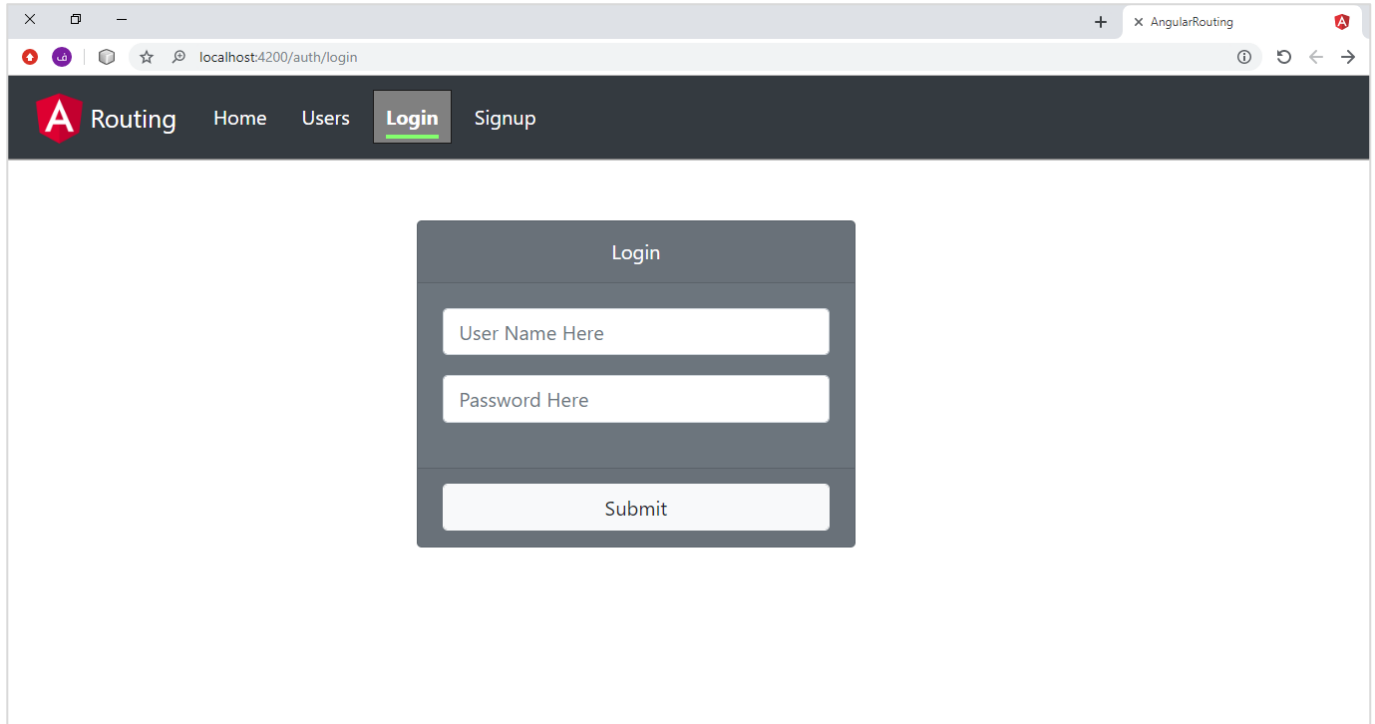 AngularRouting
localhost:4200/auth/login
ف
Routing Home Users Login Signup
Login
User Name Here
Password Here
Submit